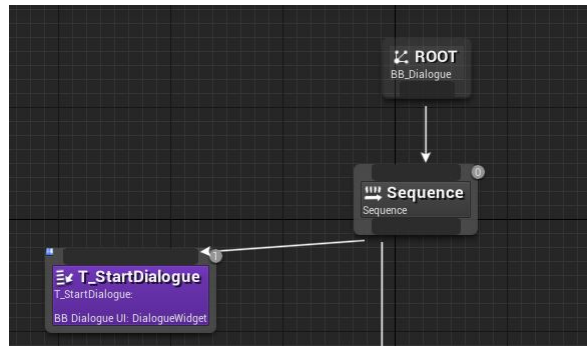 ROOT
BB_Dialogue
0
Sequence
Sequence
1
T_StartDialogue
T_StartDialogue:
BB Dialogue UI: DialogueWidget